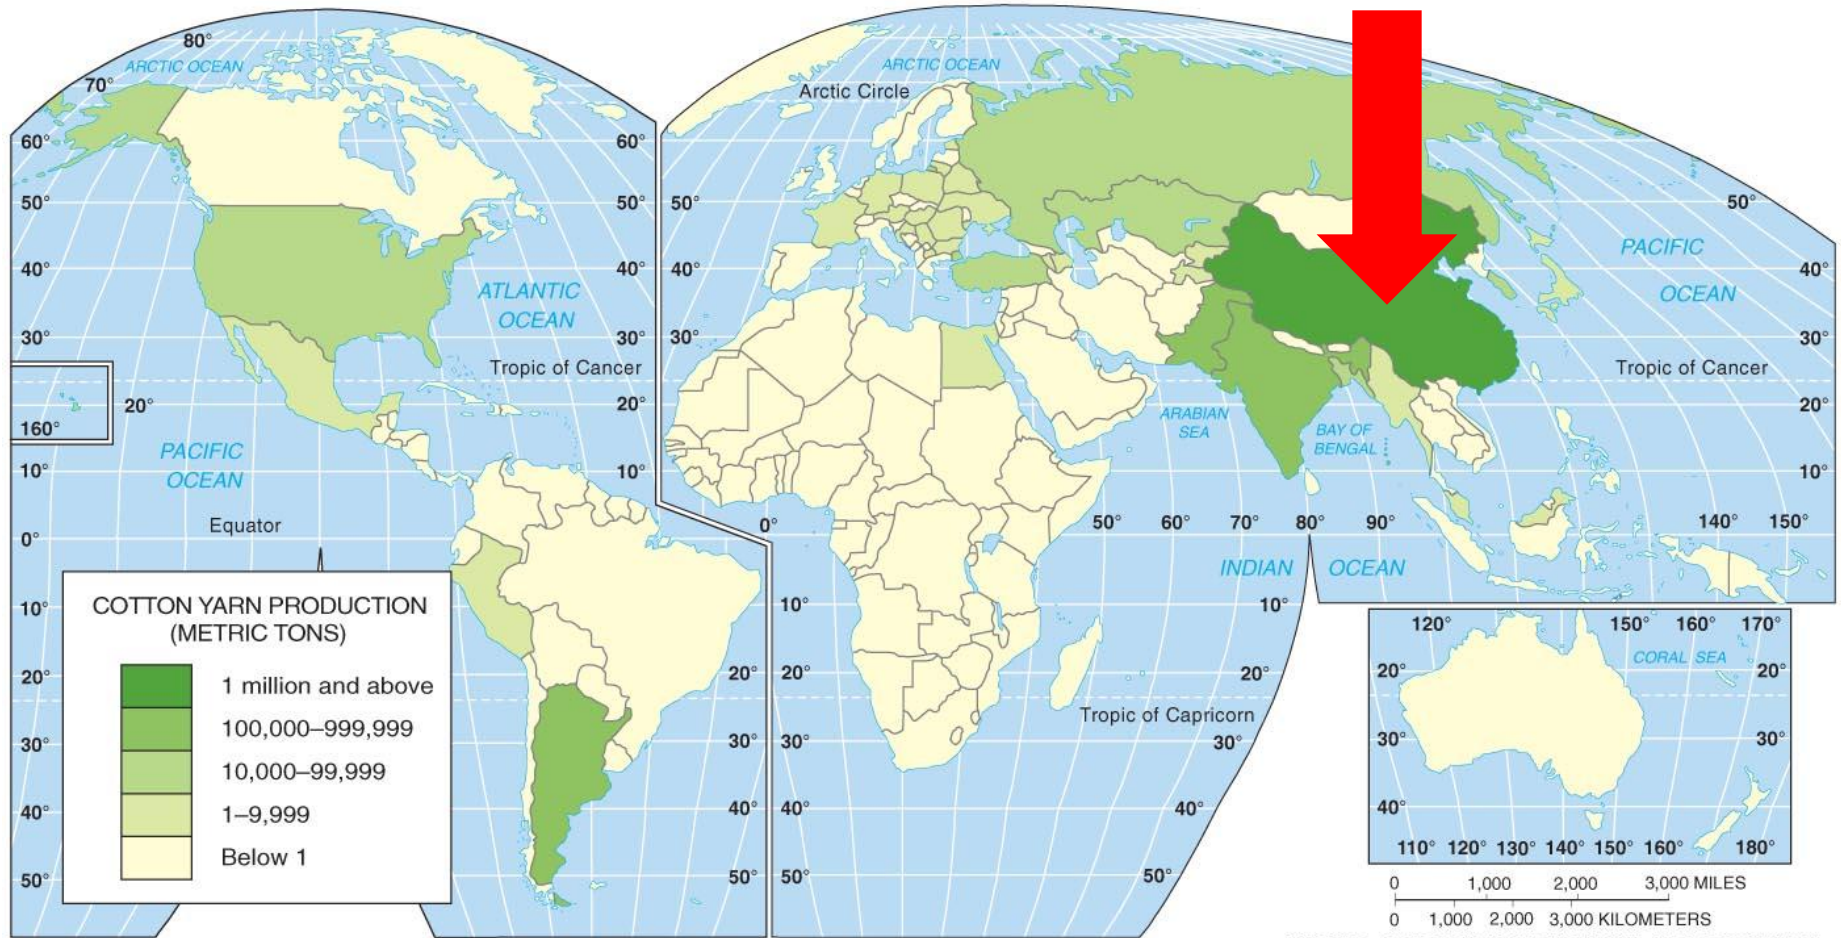 80°
ARCTIC OCEAN
70°
60°
60°
50°
50°
40°
40°
ATLANTIC
OCEAN
30°
30°
Tropic of Cancer
20°
20°
160°
PACIFIC
OCEAN
10°
10°
Equator
0°
0°
ARCTIC OCEAN
Arctic Circle
50°
50°
PACIFIC
OCEAN
40°
40°
30°
30°
Tropic of Cancer
ARABIAN
SEA
BAY OF
BENGAL
20°
10°
50° 60° 70° 80° 90°
140° 150°
INDIAN OCEAN
10°
10°
10°
20°
20°
20°
20°
Tropic of Capricorn
30°
30°
30°
30°
40°
40°
40°
40°
50°
50°
50°
50°
COTTON YARN PRODUCTION
(METRIC TONS)
1 million and above
100,000–999,999
10,000–99,999
1–9,999
Below 1
120° 150° 160° 170°
CORAL SEA
20° 20°
30° 30°
40°
110° 120° 130° 140° 150° 160° 180°
0 1,000 2,000 3,000 MILES
0 1,000 2,000 3,000 KILOMETERS